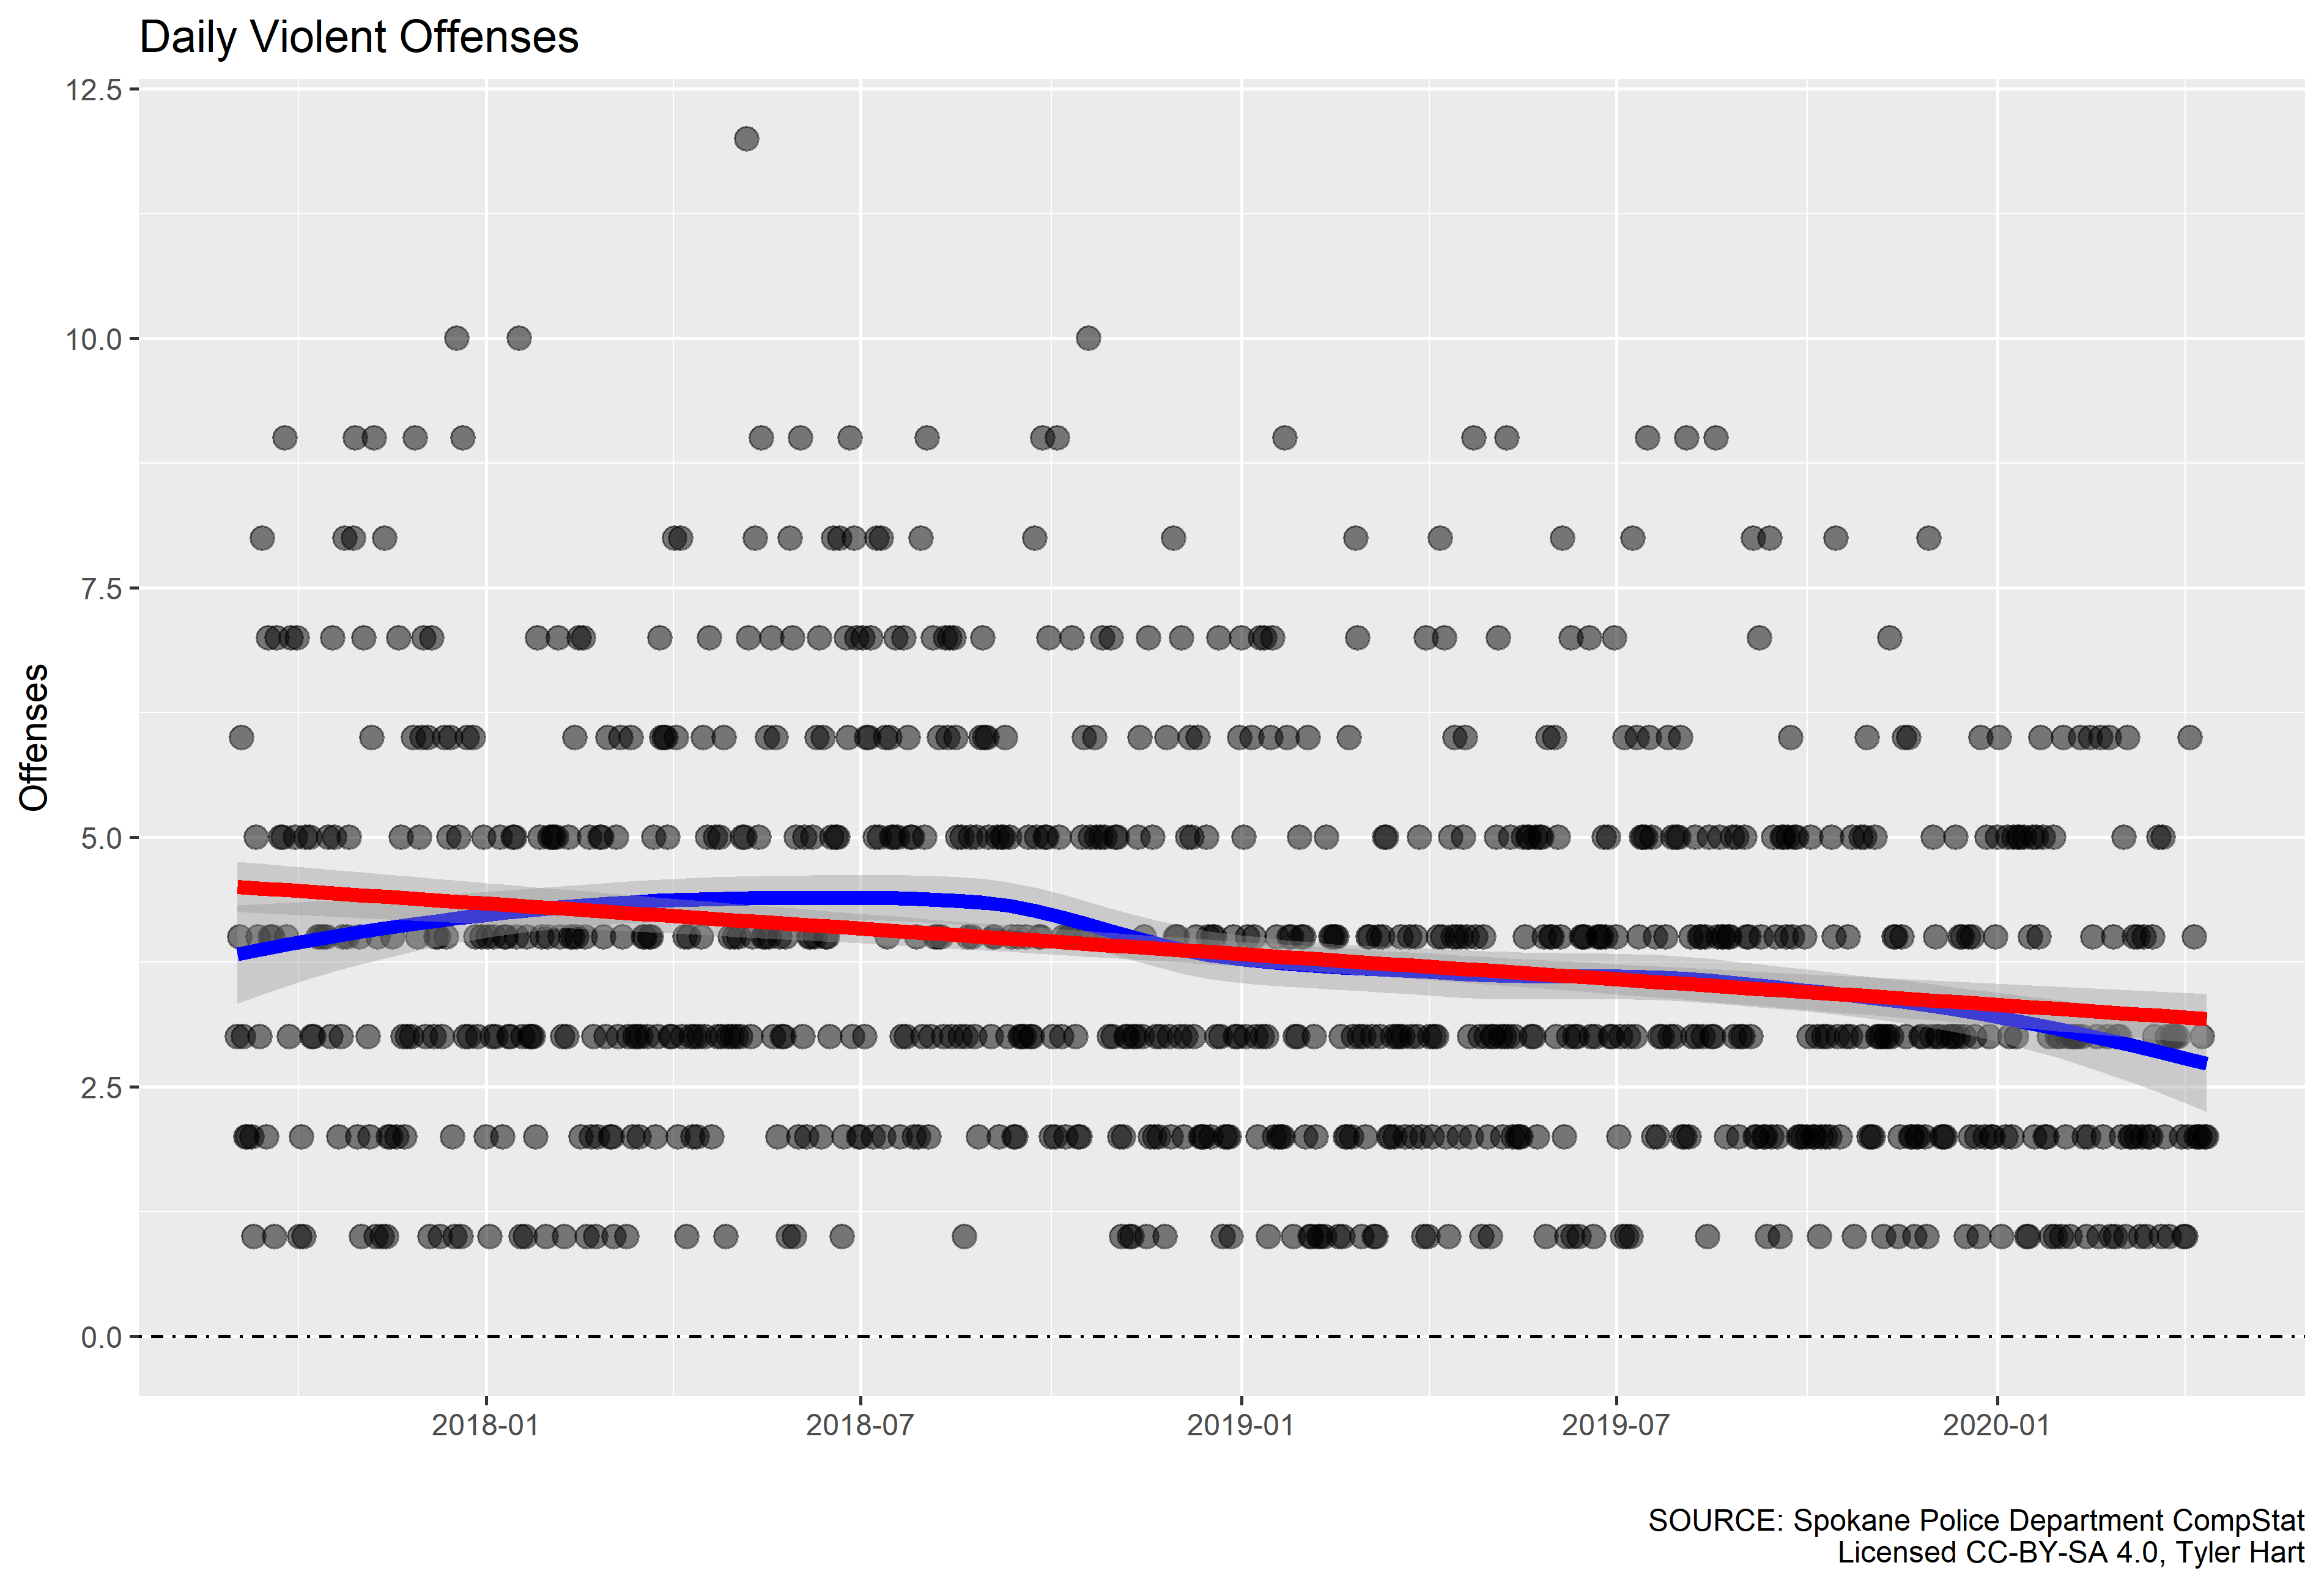 Daily Violent Offenses
12.5
10.0
7.5
5.0
2.5
0.0
Offenses
2018-01
2018-07
2019-01
2019-07
2020-01
SOURCE: Spokane Police Department CompStat
Licensed CC-BY-SA 4.0, Tyler Hart